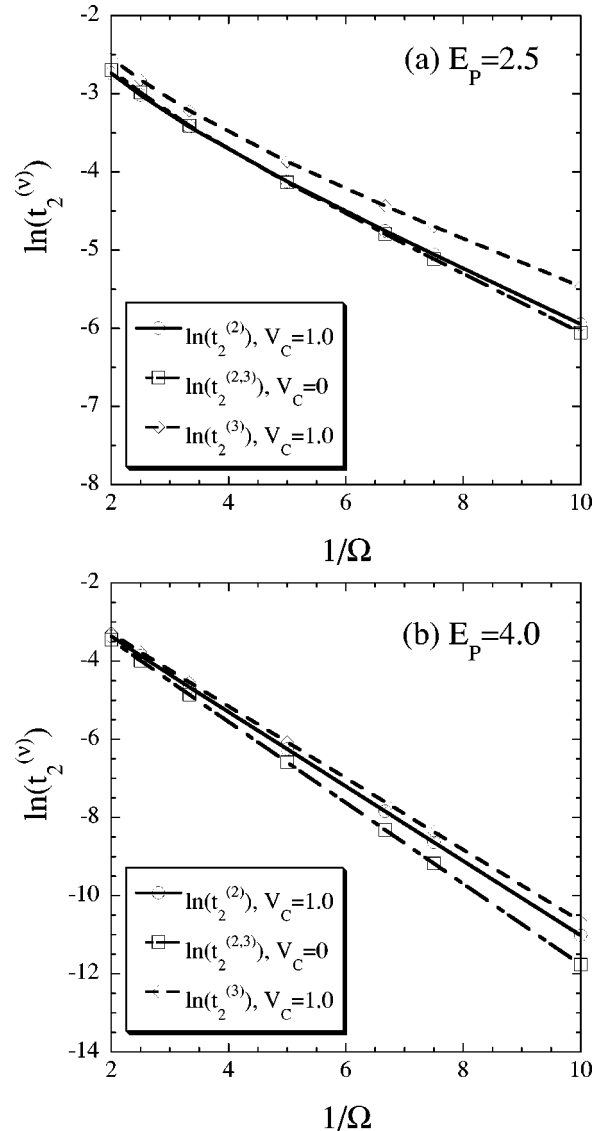 (a) E_P=2.5
-2
-3
-4
-5
-6
-7
-8
ln(t_2^(ν))
ln(t_2^(2)), V_C=1.0
ln(t_2^(2,3)), V_C=0
ln(t_2^(3)), V_C=1.0
2 4 6 8 10
1/Ω
(b) E_P=4.0
-2
-4
-6
-8
-10
-12
-14
ln(t_2^(ν))
ln(t_2^(2)), V_C=1.0
ln(t_2^(2,3)), V_C=0
ln(t_2^(3)), V_C=1.0
2 4 6 8 10
1/Ω